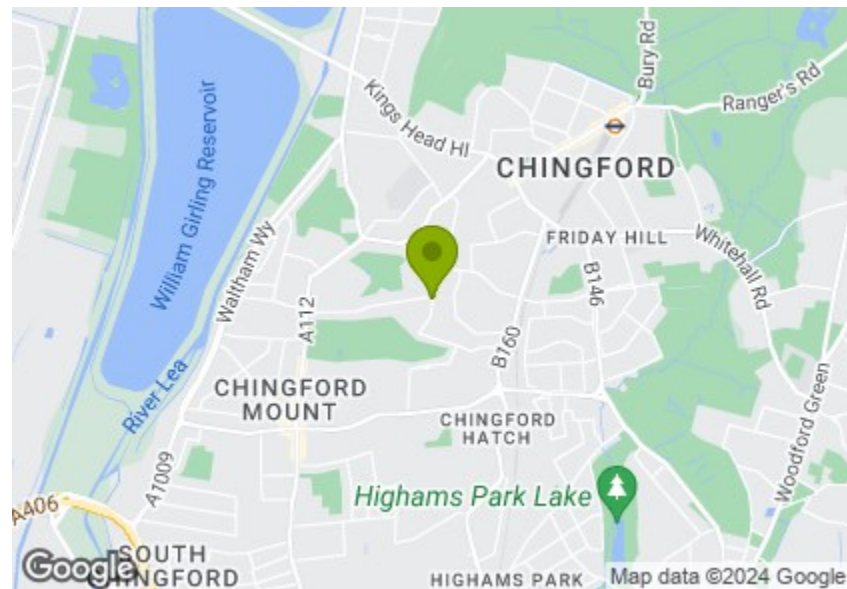 Bury Rd
Ranger's Rd
Kings Head Hl
CHINGFORD
William Girling Reservoir
Waltham Wy
FRIDAY HILL
Whitehall Rd
B146
A112
B160
River Lea
CHINGFORD
MOUNT
CHINGFORD
HATCH
Woodford Green
A1009
Highams Park Lake
A406
SOUTH
HINGFORD
Google
HIGHAMS PARK
Map data ©2024 Google